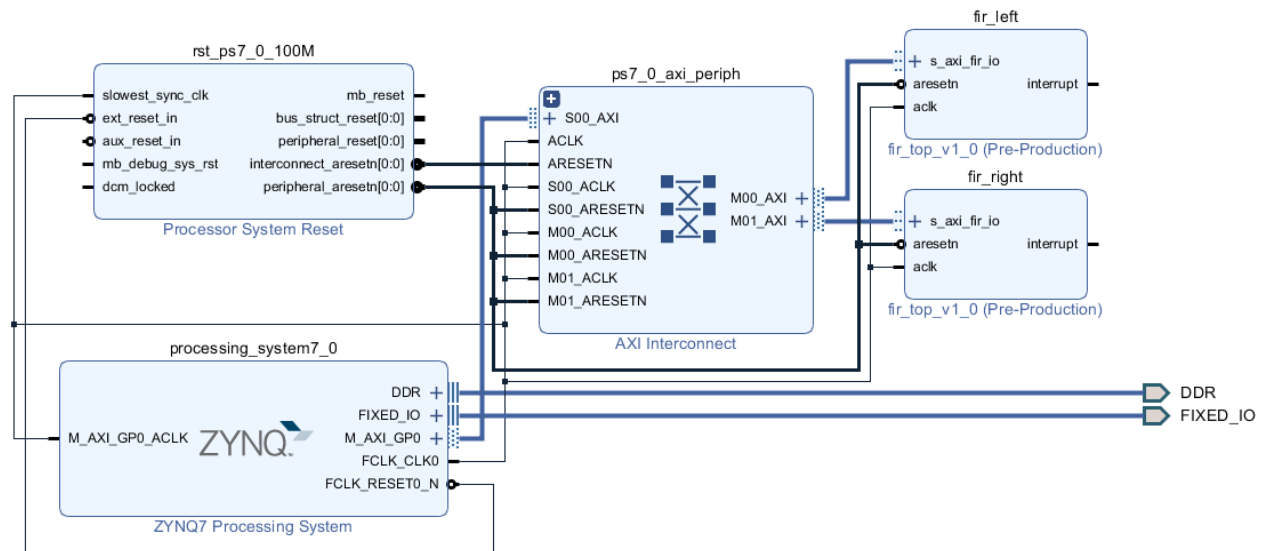 rst_ps7_0_100M
slowest_sync_clk
ext_reset_in
aux_reset_in
mb_debug_sys_rst
dcm_locked
mb_reset
bus_struct_reset[0:0]
peripheral_reset[0:0]
interconnect_aresetn[0:0]
peripheral_aresetn[0:0]
Processor System Reset
ps7_0_axi_periph
S00_AXI
ACLK
ARESETN
S00_ACLK
S00_ARESETN
M00_ACLK
M00_ARESETN
M01_ACLK
M01_ARESETN
M00_AXI
M01_AXI
AXI Interconnect
fir_left
s_axi_fir_io
aresetn
aclk
interrupt
fir_top_v1_0 (Pre-Production)
fir_right
s_axi_fir_io
aresetn
aclk
interrupt
fir_top_v1_0 (Pre-Production)
processing_system7_0
M_AXI_GP0_ACLK
ZYNQ
DDR
FIXED_IO
M_AXI_GP0
FCLK_CLK0
FCLK_RESET0_N
ZYNQ7 Processing System
DDR
FIXED_IO